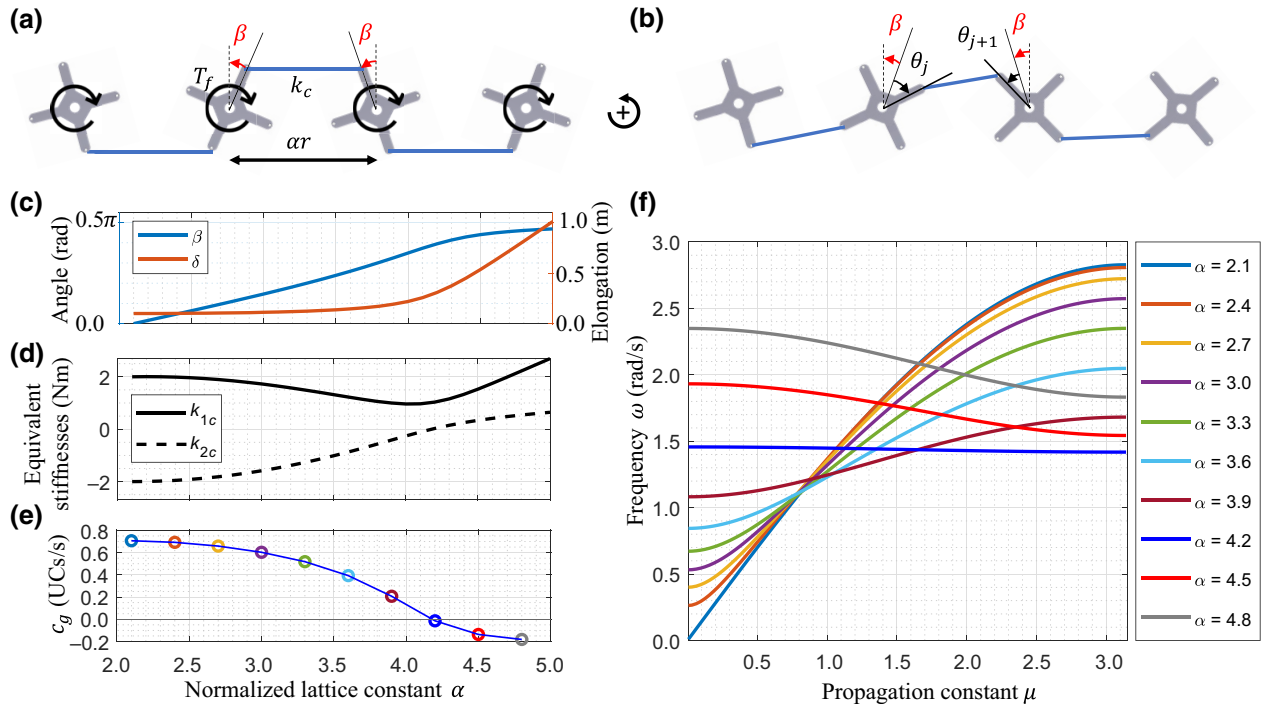 (a)
β
β
T_f
k_c
αr
(b)
β
β
θ_j
θ_{j+1}
(c)
Angle (rad)
0.5π
0.0
β
δ
Elongation (m)
1.0
0.5
0.0
(d)
Equivalent
stiffnesses (Nm)
2
0
−2
k_{1c}
k_{2c}
(e)
c_g (UCs/s)
0.8
0.6
0.4
0.2
0.0
−0.2
2.0 2.5 3.0 3.5 4.0 4.5 5.0
Normalized lattice constant α
(f)
Frequency ω (rad/s)
3.0
2.5
2.0
1.5
1.0
0.5
0.0
0.5 1.0 1.5 2.0 2.5 3.0
Propagation constant μ
α = 2.1
α = 2.4
α = 2.7
α = 3.0
α = 3.3
α = 3.6
α = 3.9
α = 4.2
α = 4.5
α = 4.8